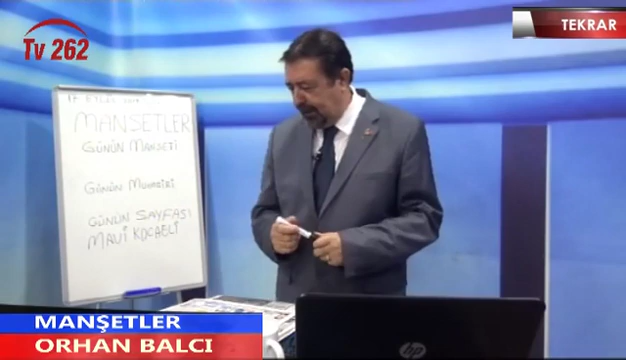 Tv 262
TEKRAR
MANŞETLER
GÜNÜN MANŞETİ
GÜNÜN MUHABİRİ
GÜNÜN SAYFASI
MAVİ KOCAELİ
hp
MANŞETLER
ORHAN BALCI